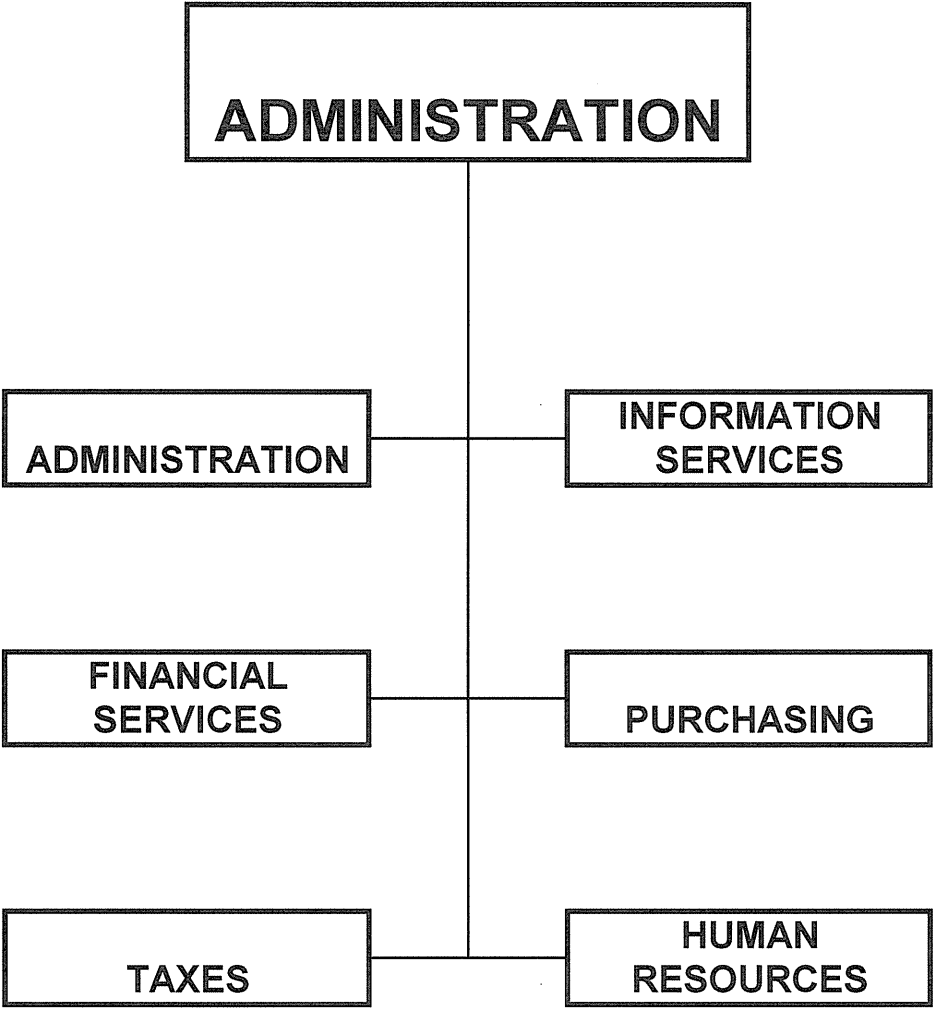 ADMINISTRATION
ADMINISTRATION
INFORMATION
SERVICES
FINANCIAL
SERVICES
PURCHASING
TAXES
HUMAN
RESOURCES